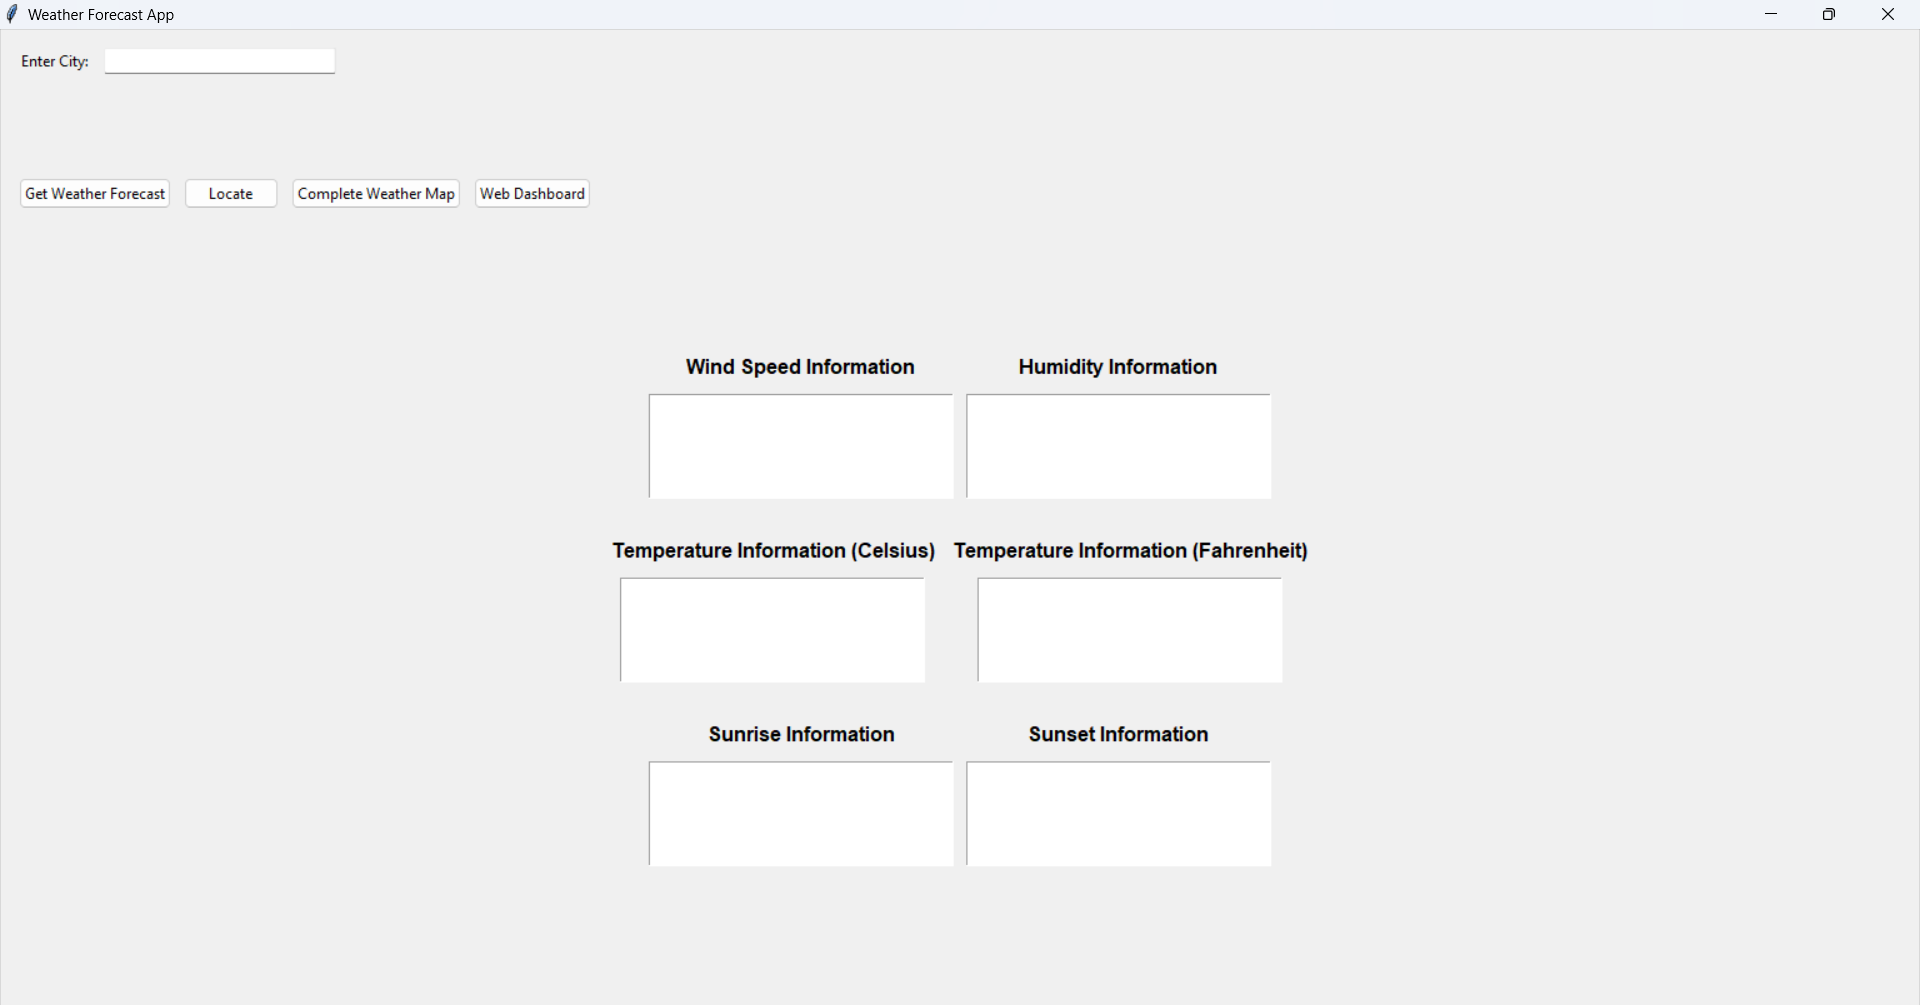 Weather Forecast App
Enter City:
Get Weather Forecast Locate Complete Weather Map Web Dashboard
Wind Speed Information Humidity Information
Temperature Information (Celsius) Temperature Information (Fahrenheit)
Sunrise Information Sunset Information